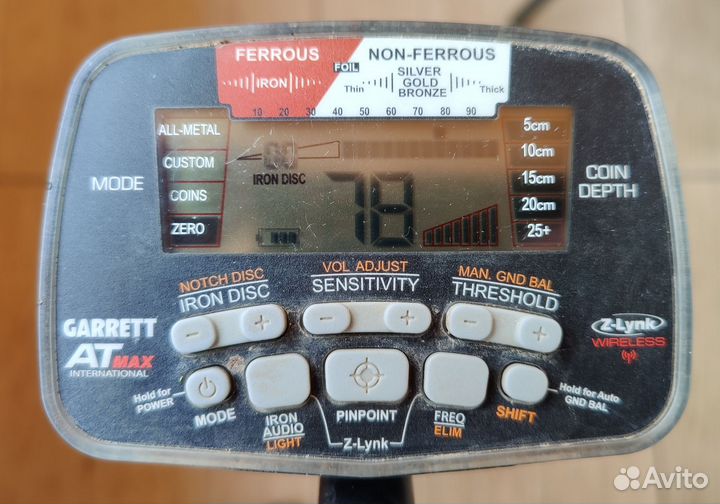 FERROUS
NON-FERROUS
IRON
FOIL
Thin
SILVER
GOLD
BRONZE
Thick
10 20 30 40 50 60 70 80 90
MODE
ALL-METAL
CUSTOM
COINS
ZERO
IRON DISC
78
5cm
10cm
15cm
20cm
25+
COIN
DEPTH
NOTCH DISC
IRON DISC
VOL ADJUST
SENSITIVITY
MAN. GND BAL
THRESHOLD
- +
- +
- +
GARRETT
AT MAX
INTERNATIONAL
Z-Lynk
WIRELESS
Hold for
POWER
MODE
IRON
AUDIO
LIGHT
PINPOINT
Z-Lynk
FREQ
ELIM
SHIFT
Hold for Auto
GND BAL
Avito